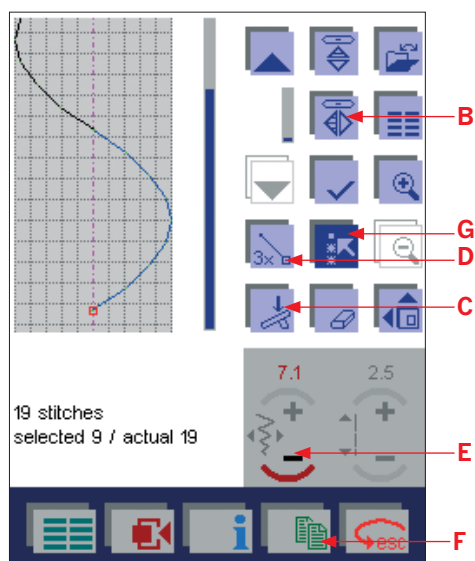 B
G
3x
D
C
7.1 2.5
19 stitches
selected 9 / actual 19
E
i
esc
F